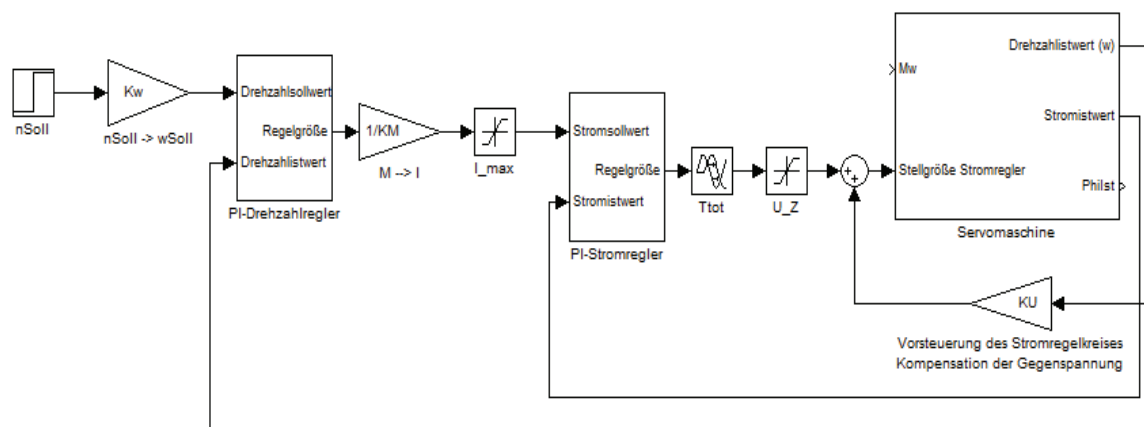 nSoll
Kw
nSoll -> wSoll
Drehzahlsollwert
Regelgröße
Drehzahlistwert
PI-Drehzahlregler
1/KM
M --> I
I_max
Stromsollwert
Regelgröße
Stromistwert
PI-Stromregler
Ttot
U_Z
+
+
Drehzahlistwert (w)
Mw
Stromistwert
Stellgröße Stromregler
PhiIst
Servomaschine
KU
Vorsteuerung des Stromregelkreises
Kompensation der Gegenspannung